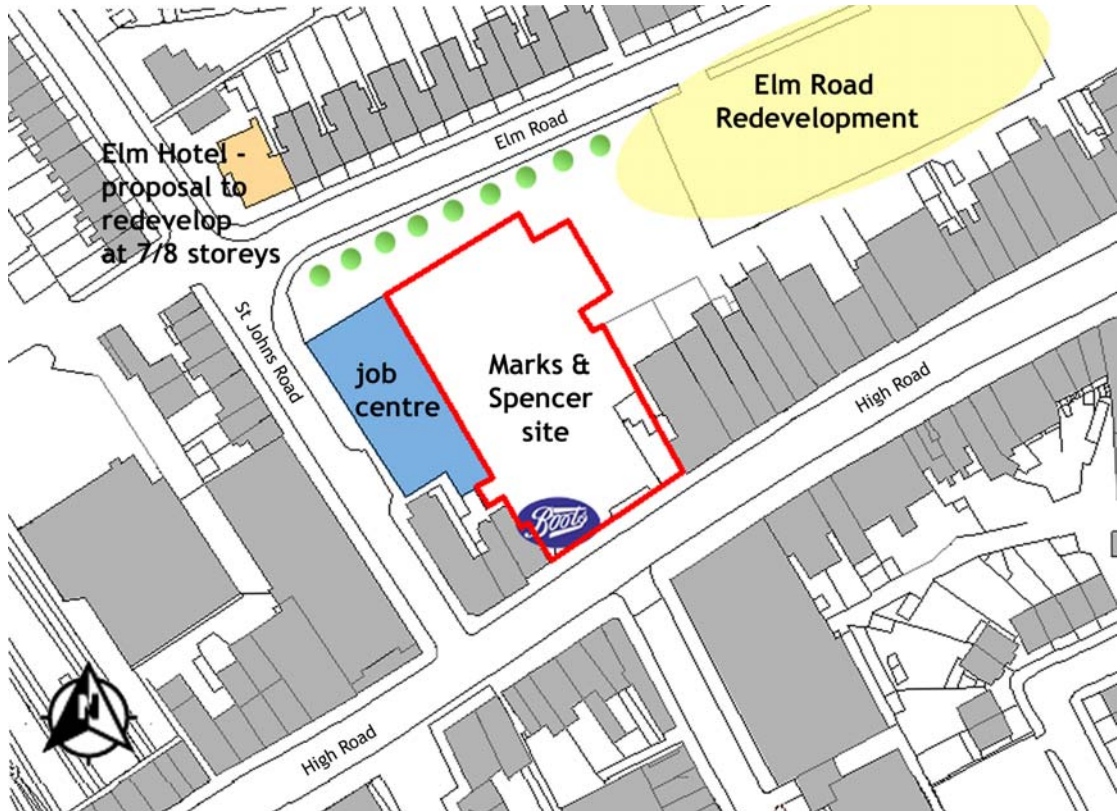 Elm Road
Redevelopment
Elm Road
Elm Hotel -
proposal to
redevelop
at 7/8 storeys
St Johns Road
job
centre
Marks &
Spencer
site
High Road
Boots
N
High Road